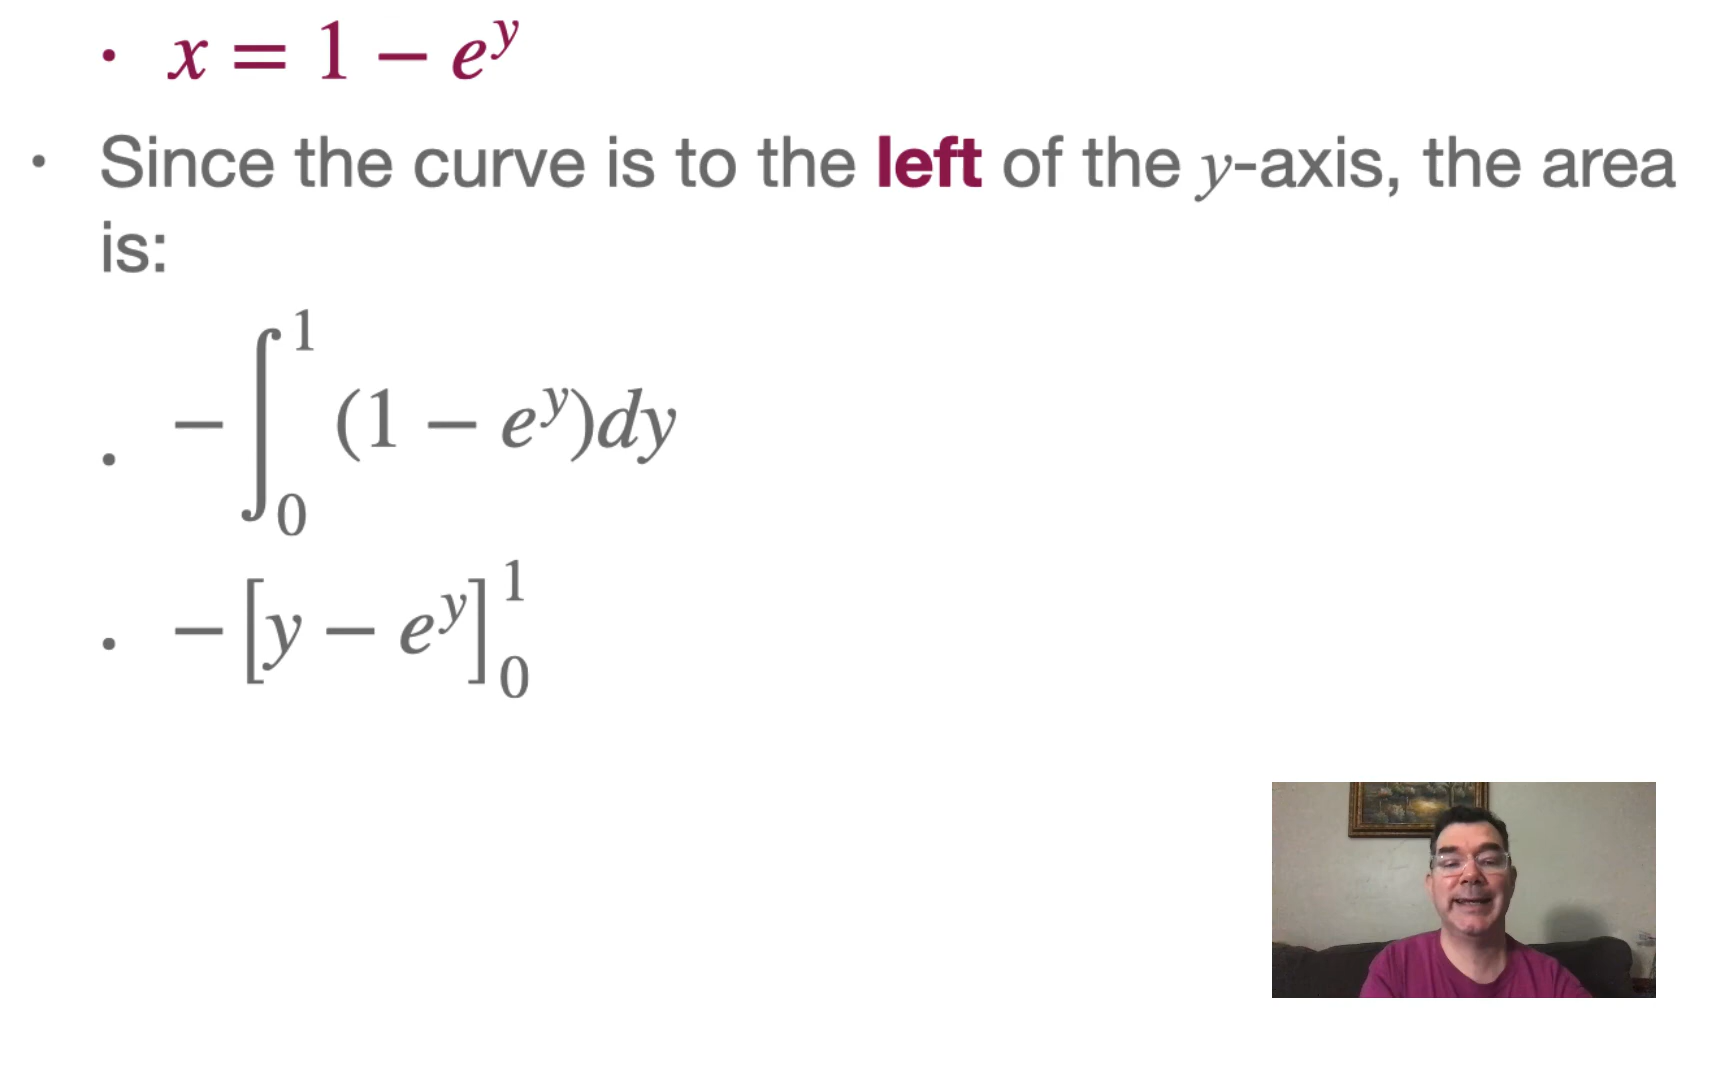 • x = 1 − e^y
• Since the curve is to the left of the y-axis, the area
is:
• −∫_0^1 (1 − e^y)dy
• −[y − e^y]_0^1